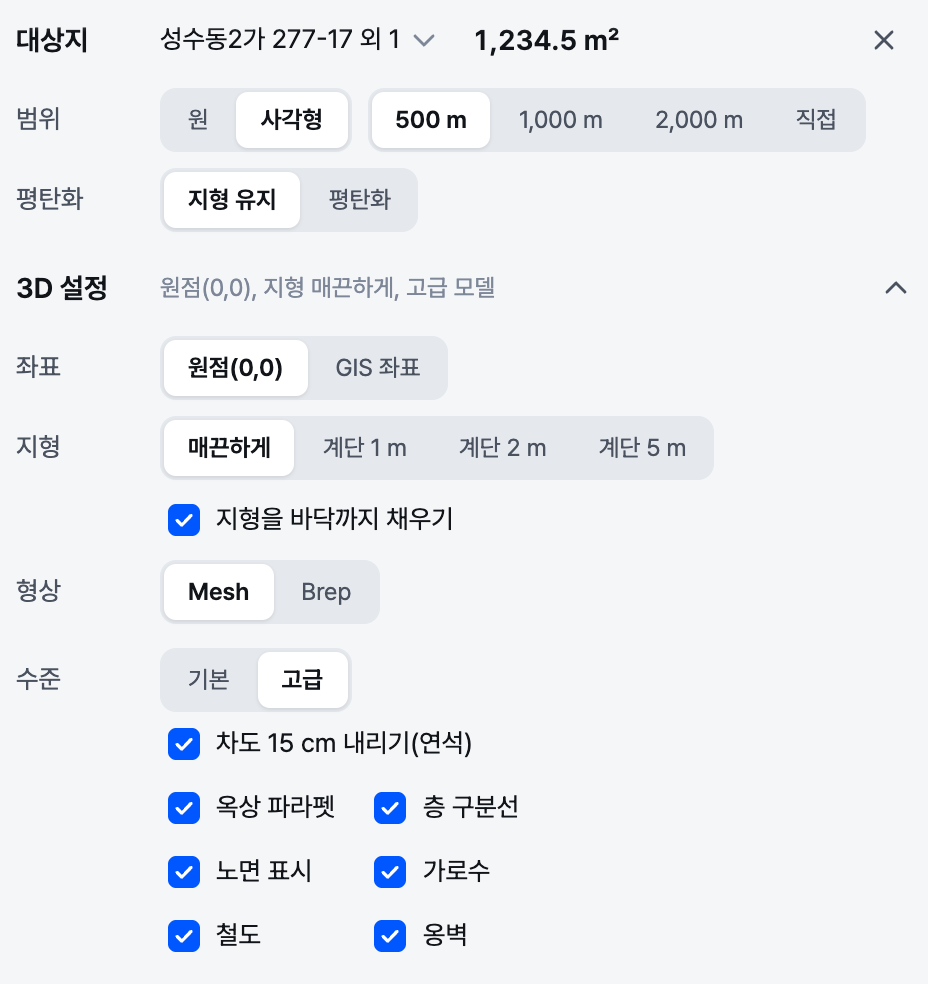 대상지 성수동2가 277-17 외 1 1,234.5 m²
범위 원 사각형 500 m 1,000 m 2,000 m 직접
평탄화 지형 유지 평탄화
3D 설정 원점(0,0), 지형 매끈하게, 고급 모델
좌표 원점(0,0) GIS 좌표
지형 매끈하게 계단 1 m 계단 2 m 계단 5 m
지형을 바닥까지 채우기
형상 Mesh Brep
수준 기본 고급
차도 15 cm 내리기(연석)
옥상 파라펫 층 구분선
노면 표시 가로수
철도 옹벽